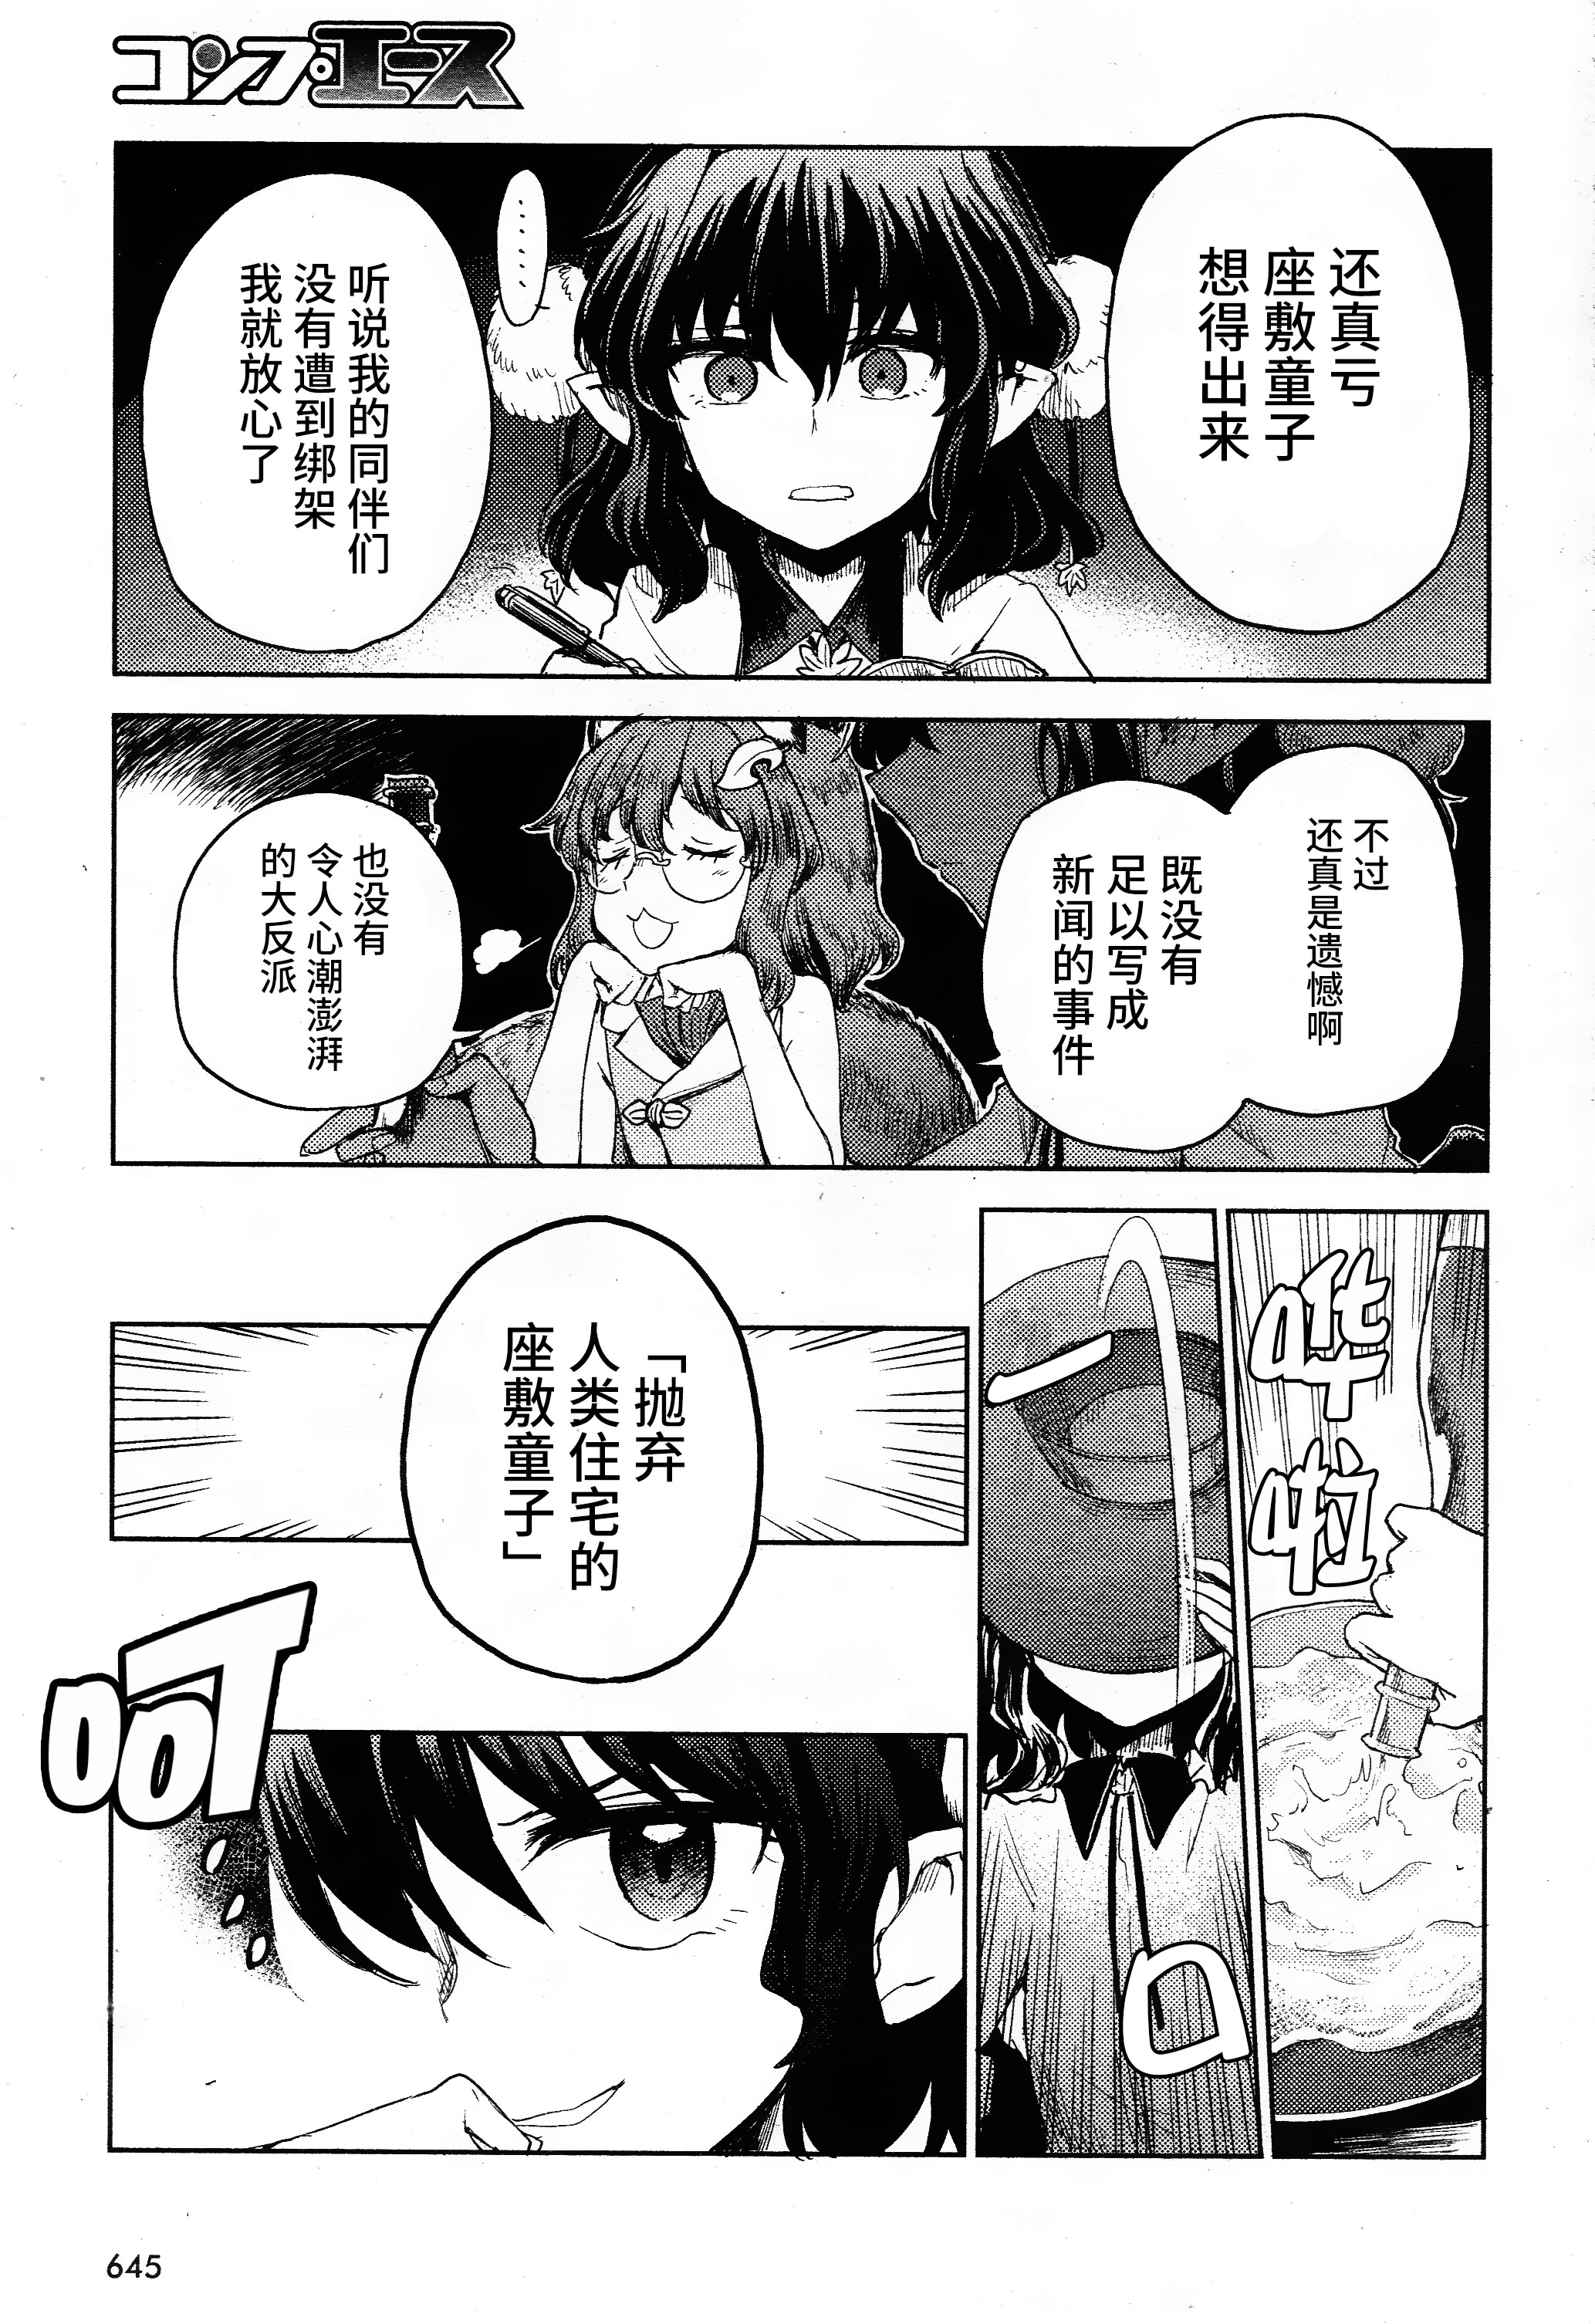 コンプ・エース
还真亏
座敷童子
想得出来
……
听说我的同伴们
没有遭到绑架
我就放心了
不过
还真是遗憾啊
既没有
足以写成
新闻的事件
也没有
令人心潮澎湃
的大反派
哗啦
「抛弃
人类住宅的
座敷童子」
645